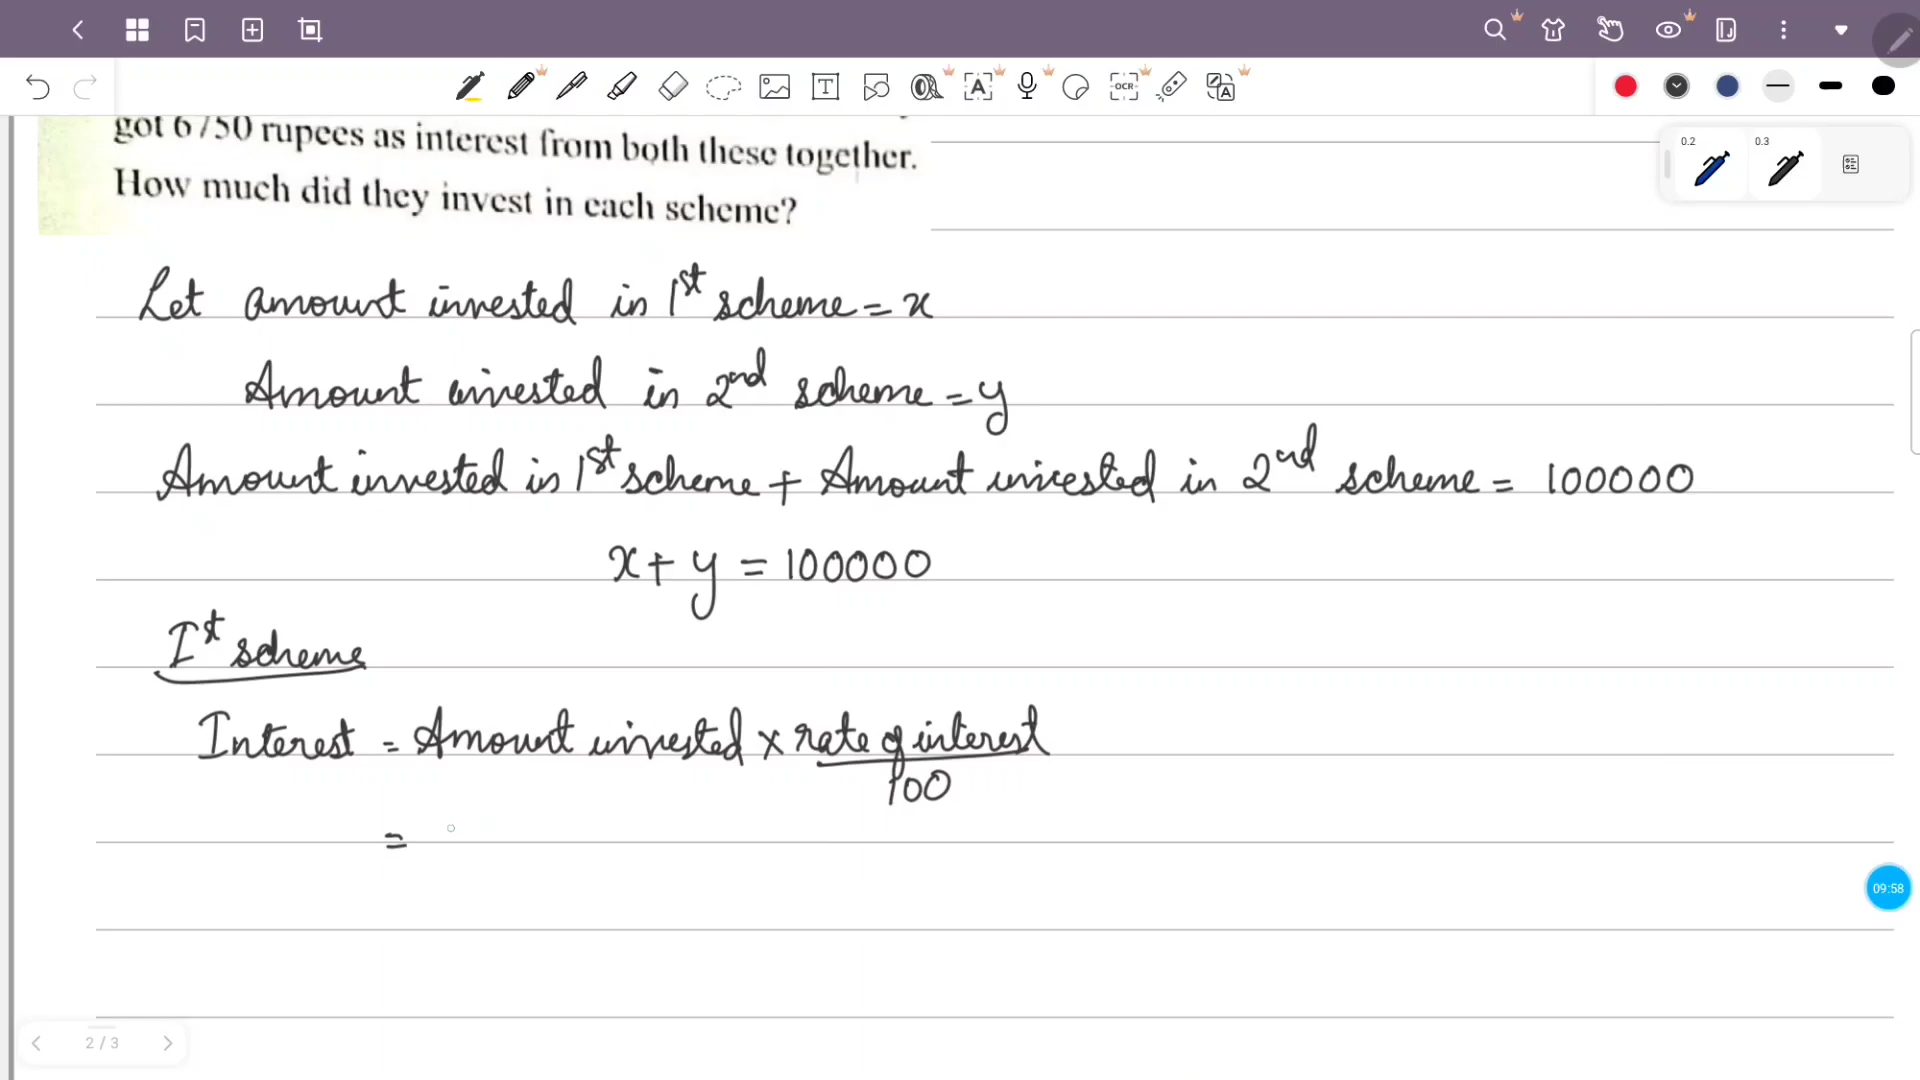 OCR
A
0.2
0.3
got 6750 rupees as interest from both these together.
How much did they invest in each scheme?
Let amount invested in 1st scheme = x
Amount invested in 2nd scheme = y
Amount invested in 1st scheme + Amount invested in 2nd scheme = 100000
x + y = 100000
Ist scheme
Interest = Amount invested x rate of interest
100
=
09:58
2 / 3